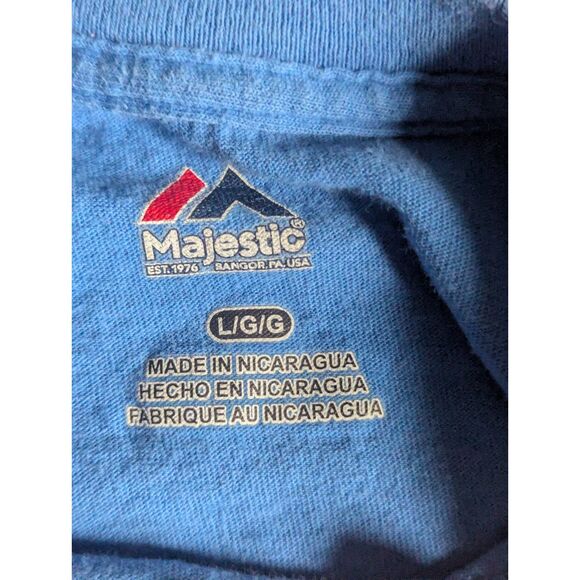 Majestic®
EST. 1976 BANGOR, PA, USA
L/G/G
MADE IN NICARAGUA
HECHO EN NICARAGUA
FABRIQUE AU NICARAGUA